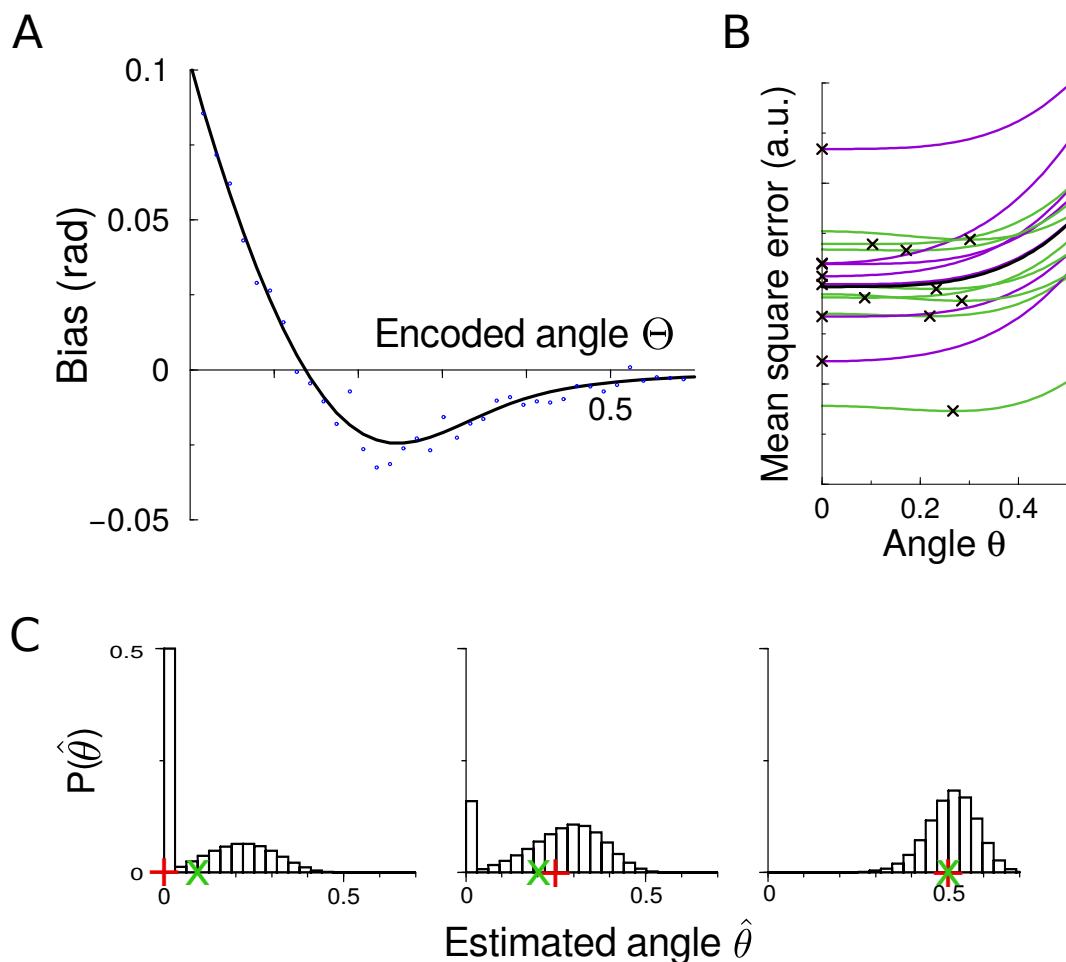 A
B
0.1
0.05
0
−0.05
Bias (rad)
Encoded angle Θ
0.5
Mean square error (a.u.)
0
0.2
0.4
Angle θ
C
0.5
0
P(θ̂)
0
0.5
0
0.5
0
0.5
Estimated angle θ̂